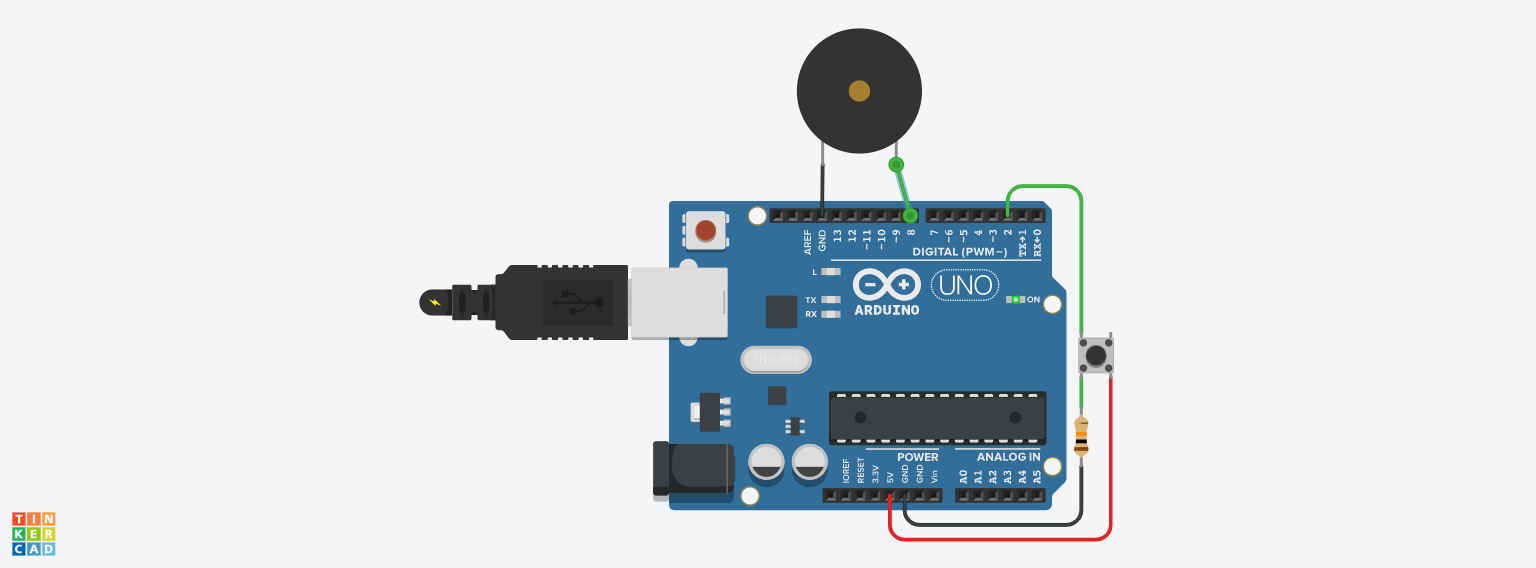 AREF
GND
13
12
~11
~10
~9
8
7
~6
~5
4
~3
2
TX→1
RX←0
DIGITAL (PWM~)
L
TX
RX
UNO
ON
ARDUINO
POWER
ANALOG IN
IOREF
RESET
3.3V
5V
GND
GND
Vin
A0
A1
A2
A3
A4
A5
TIN
KER
CAD